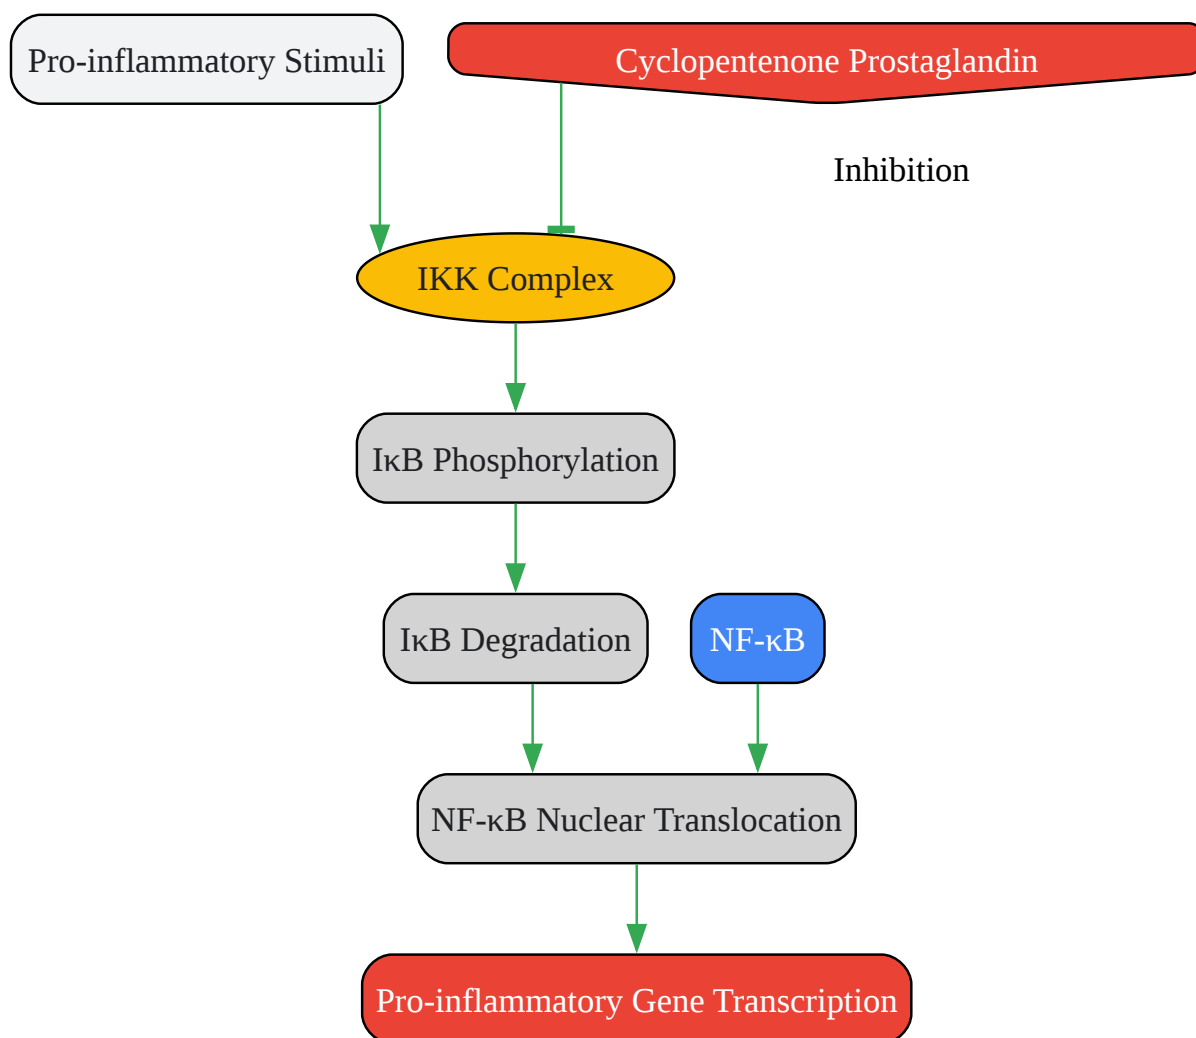 Pro-inflammatory Stimuli
Cyclopentenone Prostaglandin
Inhibition
IKK Complex
IκB Phosphorylation
IκB Degradation
NF-κB
NF-κB Nuclear Translocation
Pro-inflammatory Gene Transcription